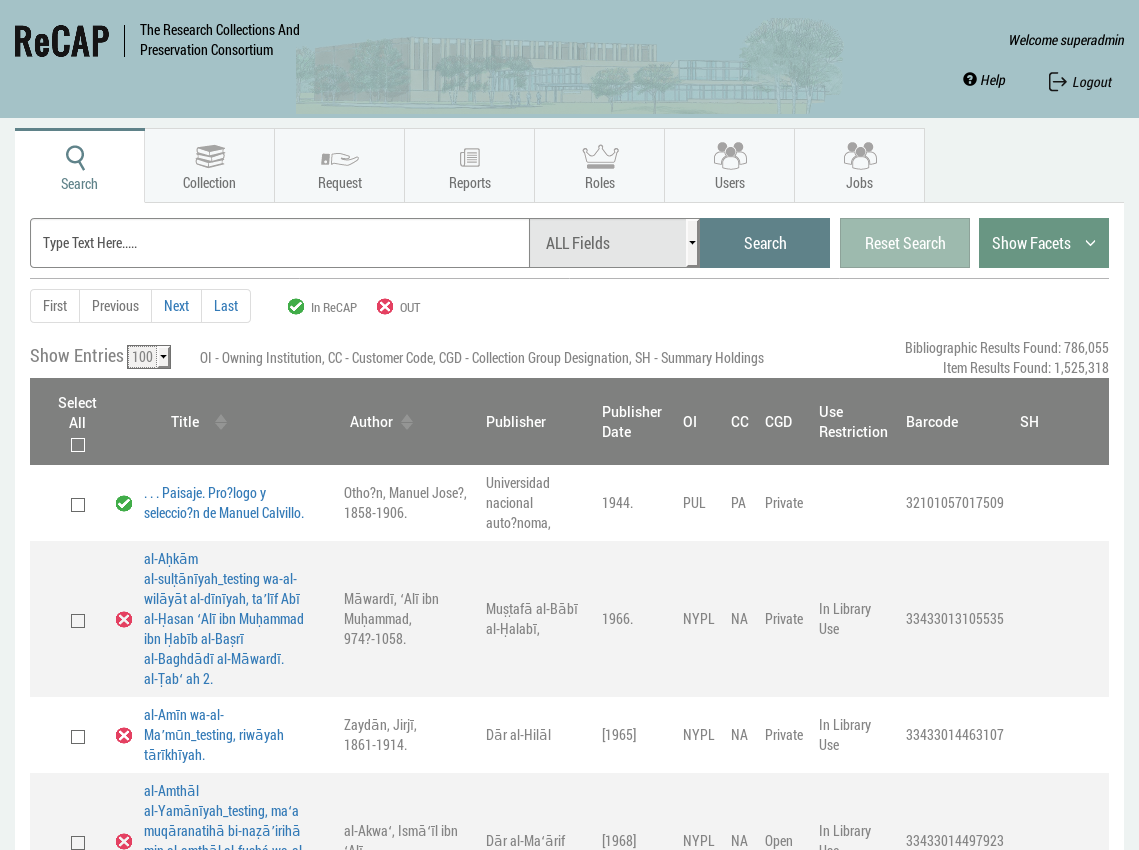 ReCAP
The Research Collections And
Preservation Consortium
Welcome superadmin
Help
Logout
Search
Collection
Request
Reports
Roles
Users
Jobs
Type Text Here.....
ALL Fields
Search
Reset Search
Show Facets
First
Previous
Next
Last
In ReCAP
OUT
Show Entries 100
OI - Owning Institution, CC - Customer Code, CGD - Collection Group Designation, SH - Summary Holdings
Bibliographic Results Found: 786,055
Item Results Found: 1,525,318
Select
All
Title
Author
Publisher
Publisher
Date
OI
CC
CGD
Use
Restriction
Barcode
SH
. . . Paisaje. Pro?logo y
seleccio?n de Manuel Calvillo.
Otho?n, Manuel Jose?,
1858-1906.
Universidad
nacional
auto?noma,
1944.
PUL
PA
Private
32101057017509
al-Aḥkām
al-sulṭānīyah_testing wa-al-
wilāyāt al-dīnīyah, taʼlīf Abī
al-Ḥasan ʻAlī ibn Muḥammad
ibn Ḥabīb al-Baṣrī
al-Baghdādī al-Māwardī.
al-Ṭabʻ ah 2.
Māwardī, ʻAlī ibn
Muḥammad,
974?-1058.
Muṣṭafā al-Bābī
al-Ḥalabī,
1966.
NYPL
NA
Private
In Library
Use
33433013105535
al-Amīn wa-al-
Maʼmūn_testing, riwāyah
tārīkhīyah.
Zaydān, Jirjī,
1861-1914.
Dār al-Hilāl
[1965]
NYPL
NA
Private
In Library
Use
33433014463107
al-Amthāl
al-Yamānīyah_testing, maʻa
muqāranatihā bi-naẓāʼirihā
al-Akwaʻ, Ismāʻīl ibn
Dār al-Maʻārif
[1968]
NYPL
NA
Open
In Library
33433014497923